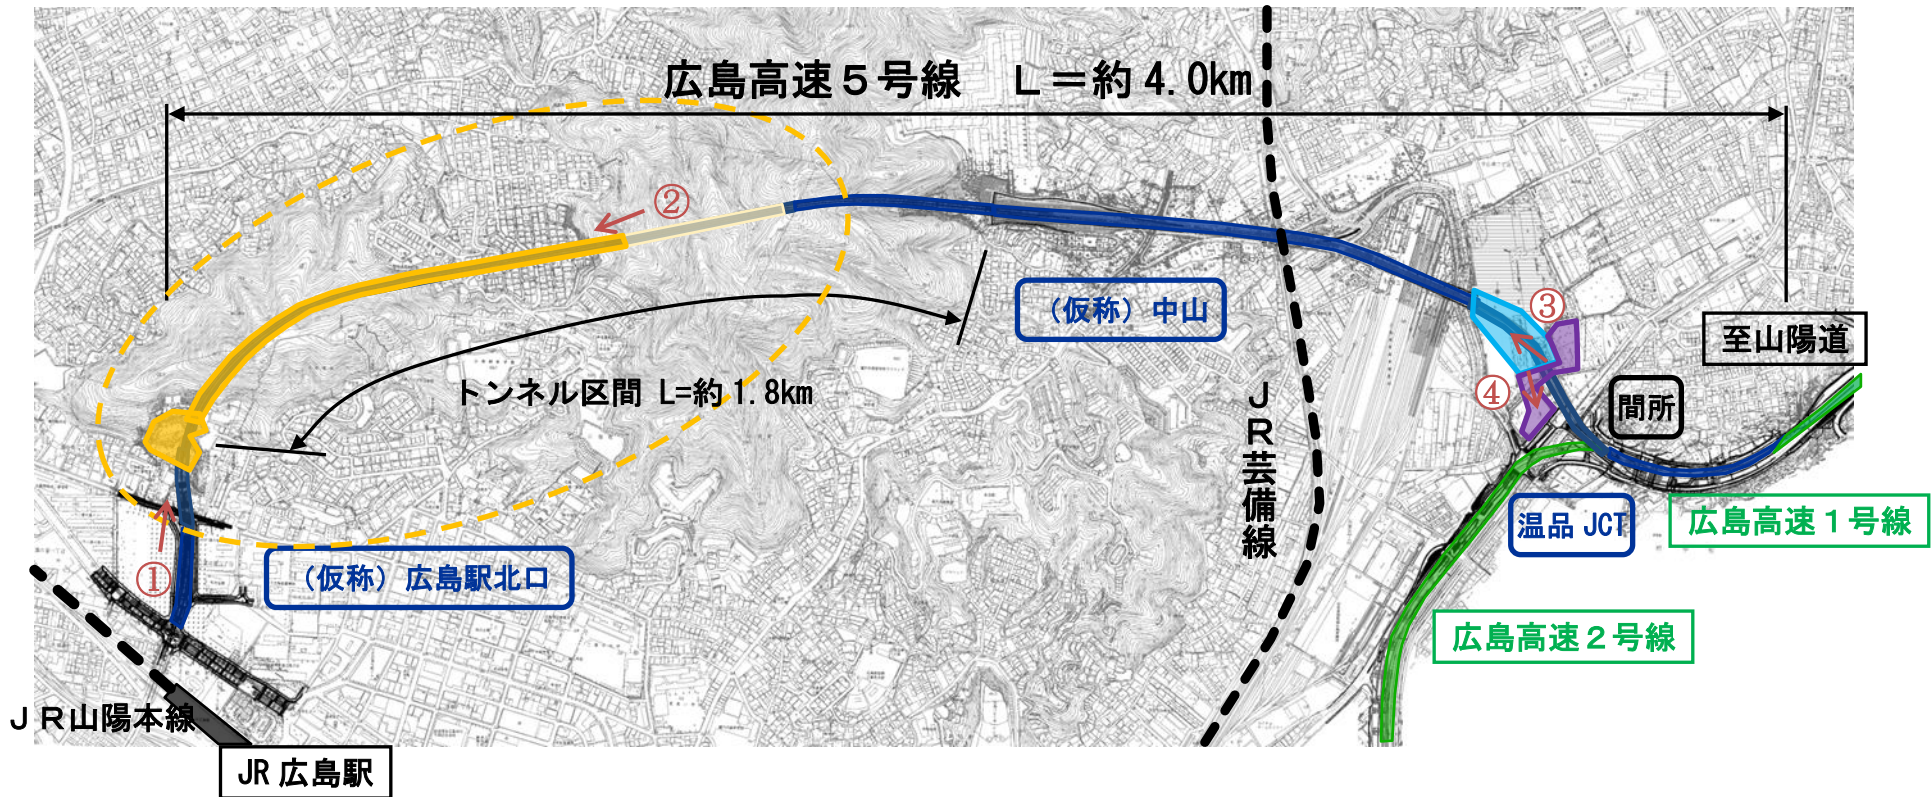 広島高速５号線　Ｌ＝約4.0km
②
（仮称）中山
③
至山陽道
トンネル区間 L=約1.8km
④
間所
ＪＲ芸備線
温品 JCT
広島高速１号線
①
（仮称）広島駅北口
広島高速２号線
ＪＲ山陽本線
JR 広島駅